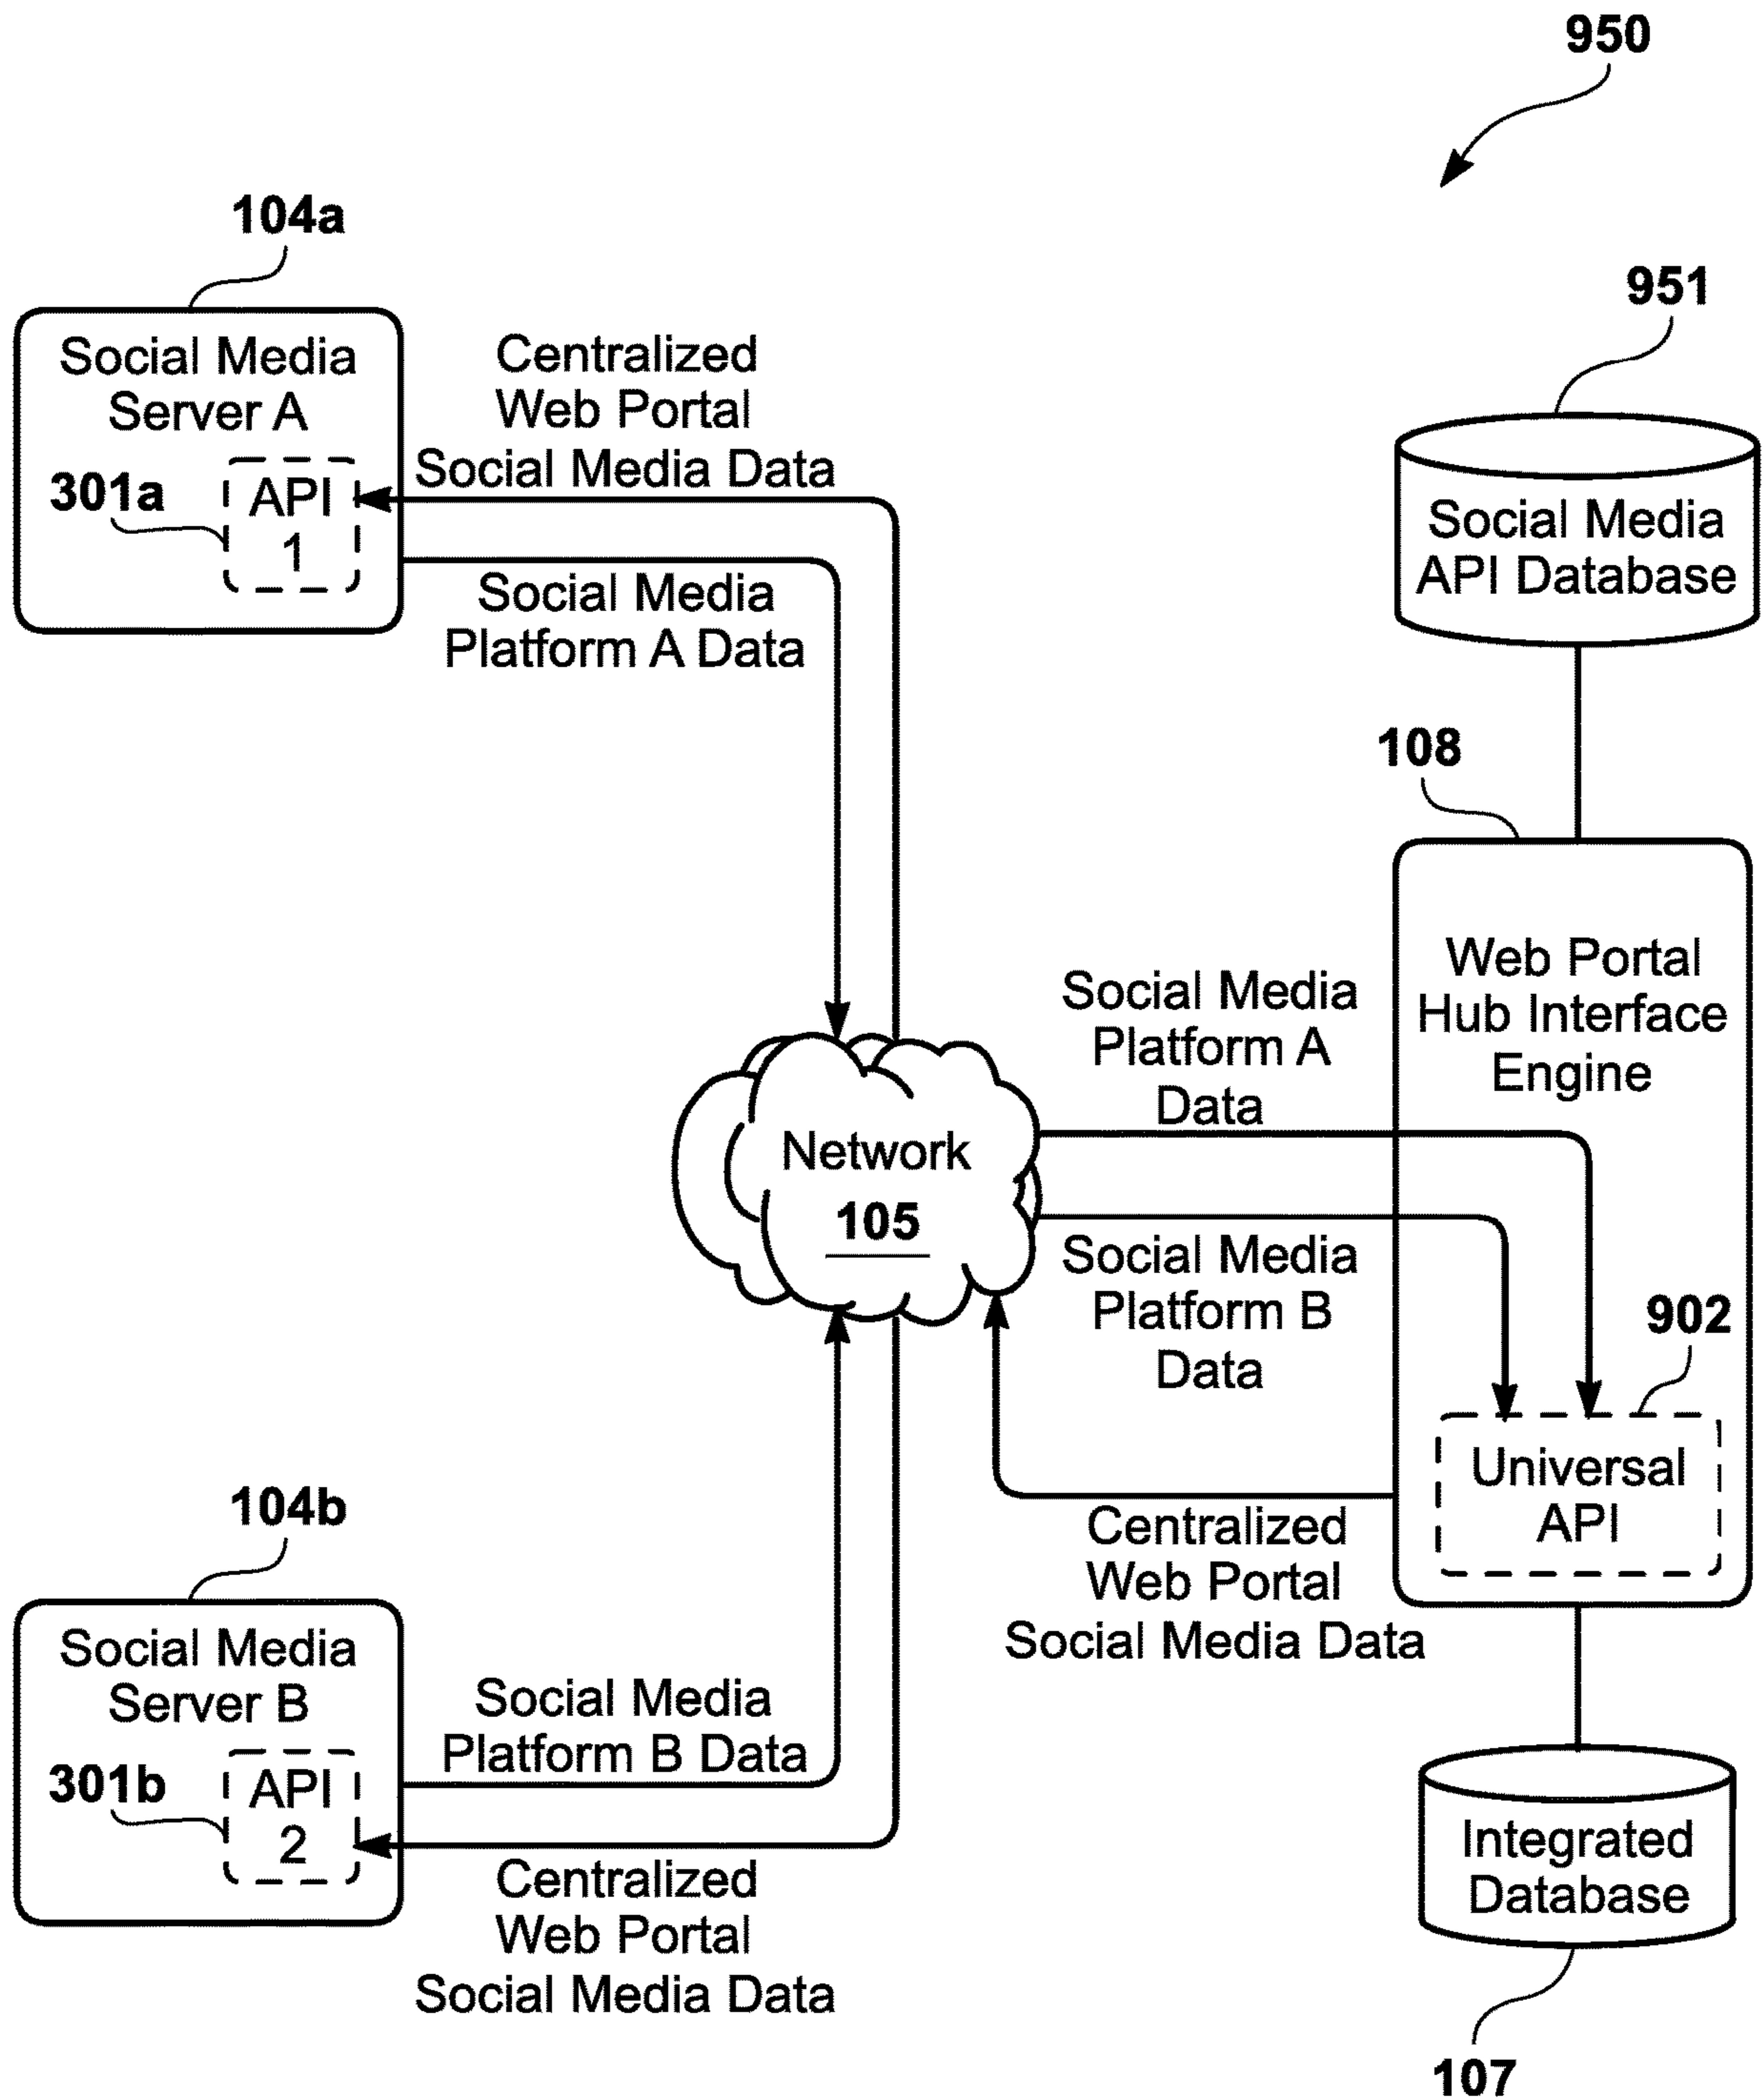 950
104a
951
Social Media
Server A
301a
API
1
Centralized
Web Portal
Social Media Data
Social Media
Platform A Data
Social Media
API Database
108
Web Portal
Hub Interface
Engine
Social Media
Platform A
Data
Network
105
Social Media
Platform B
Data
902
Universal
API
Centralized
Web Portal
Social Media Data
104b
Social Media
Server B
301b
API
2
Social Media
Platform B Data
Centralized
Web Portal
Social Media Data
Integrated
Database
107